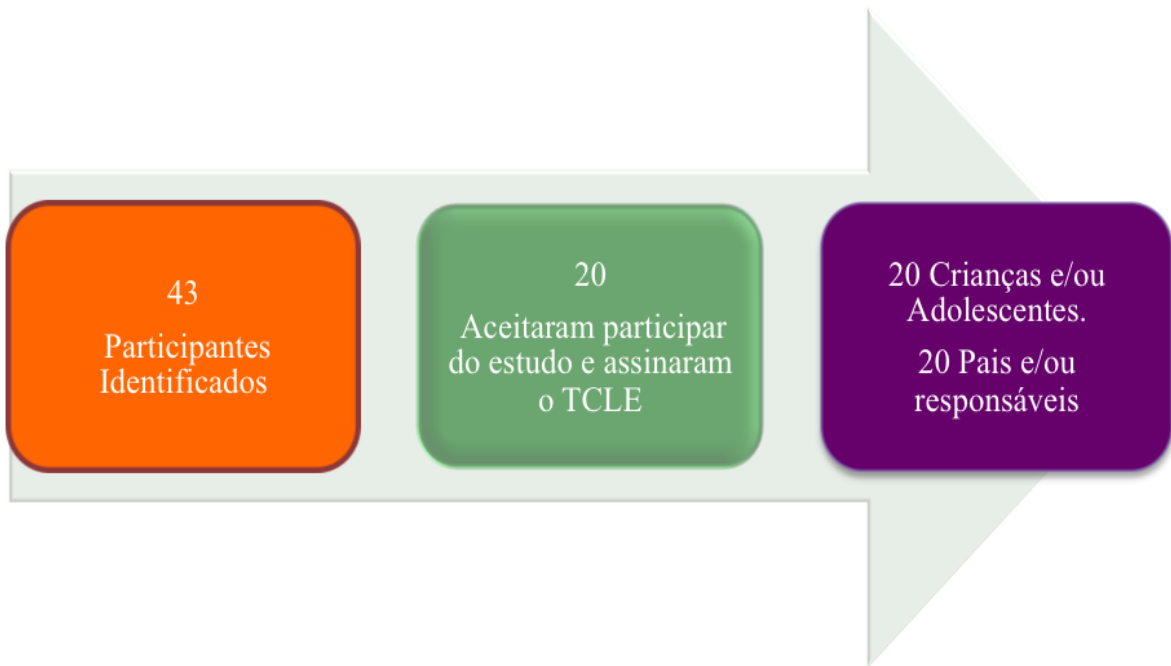 43
Participantes
Identificados
20
Aceitaram participar
do estudo e assinaram
o TCLE
20 Crianças e/ou
Adolescentes.
20 Pais e/ou
responsáveis